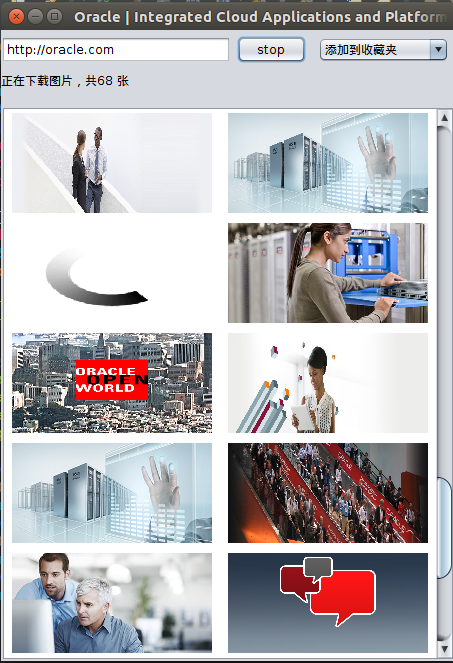 Oracle | Integrated Cloud Applications and Platform
http://oracle.com
stop
添加到收藏夹
正在下载图片，共68 张
ORACLE
OPEN
WORLD